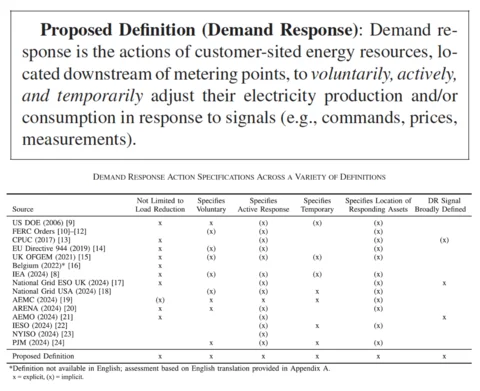 Proposed Definition (Demand Response): Demand re-
sponse is the actions of customer-sited energy resources, lo-
cated downstream of metering points, to voluntarily, actively,
and temporarily adjust their electricity production and/or
consumption in response to signals (e.g., commands, prices,
measurements).
DEMAND RESPONSE ACTION SPECIFICATIONS ACROSS A VARIETY OF DEFINITIONS
Not Limited to Specifies Specifies Specifies Specifies Location of DR Signal
Source Load Reduction Voluntary Active Response Temporary Responding Assets Broadly Defined
US DOE (2006) [9] x x (x) (x) (x)
FERC Orders [10]–[12] (x) (x) (x)
CPUC (2017) [13] x (x) (x) (x)
EU Directive 944 (2019) [14] x (x) (x) (x)
UK OFGEM (2021) [15] x (x) (x) (x) (x)
Belgium (2022)* [16] x
IEA (2024) [8] x (x) (x) (x) (x)
National Grid ESO UK (2024) [17] x (x) (x) x
National Grid USA (2024) [18] (x) (x) x (x)
AEMC (2024) [19] (x) x x x (x)
ARENA (2024) [20] x x (x) (x)
AEMO (2024) [21] x (x) x
IESO (2024) [22] (x) x (x)
NYISO (2024) [23] (x)
PJM (2024) [24] x (x) x (x)
Proposed Definition x x x x x x
*Definition not available in English; assessment based on English translation provided in Appendix A.
x = explicit, (x) = implicit.